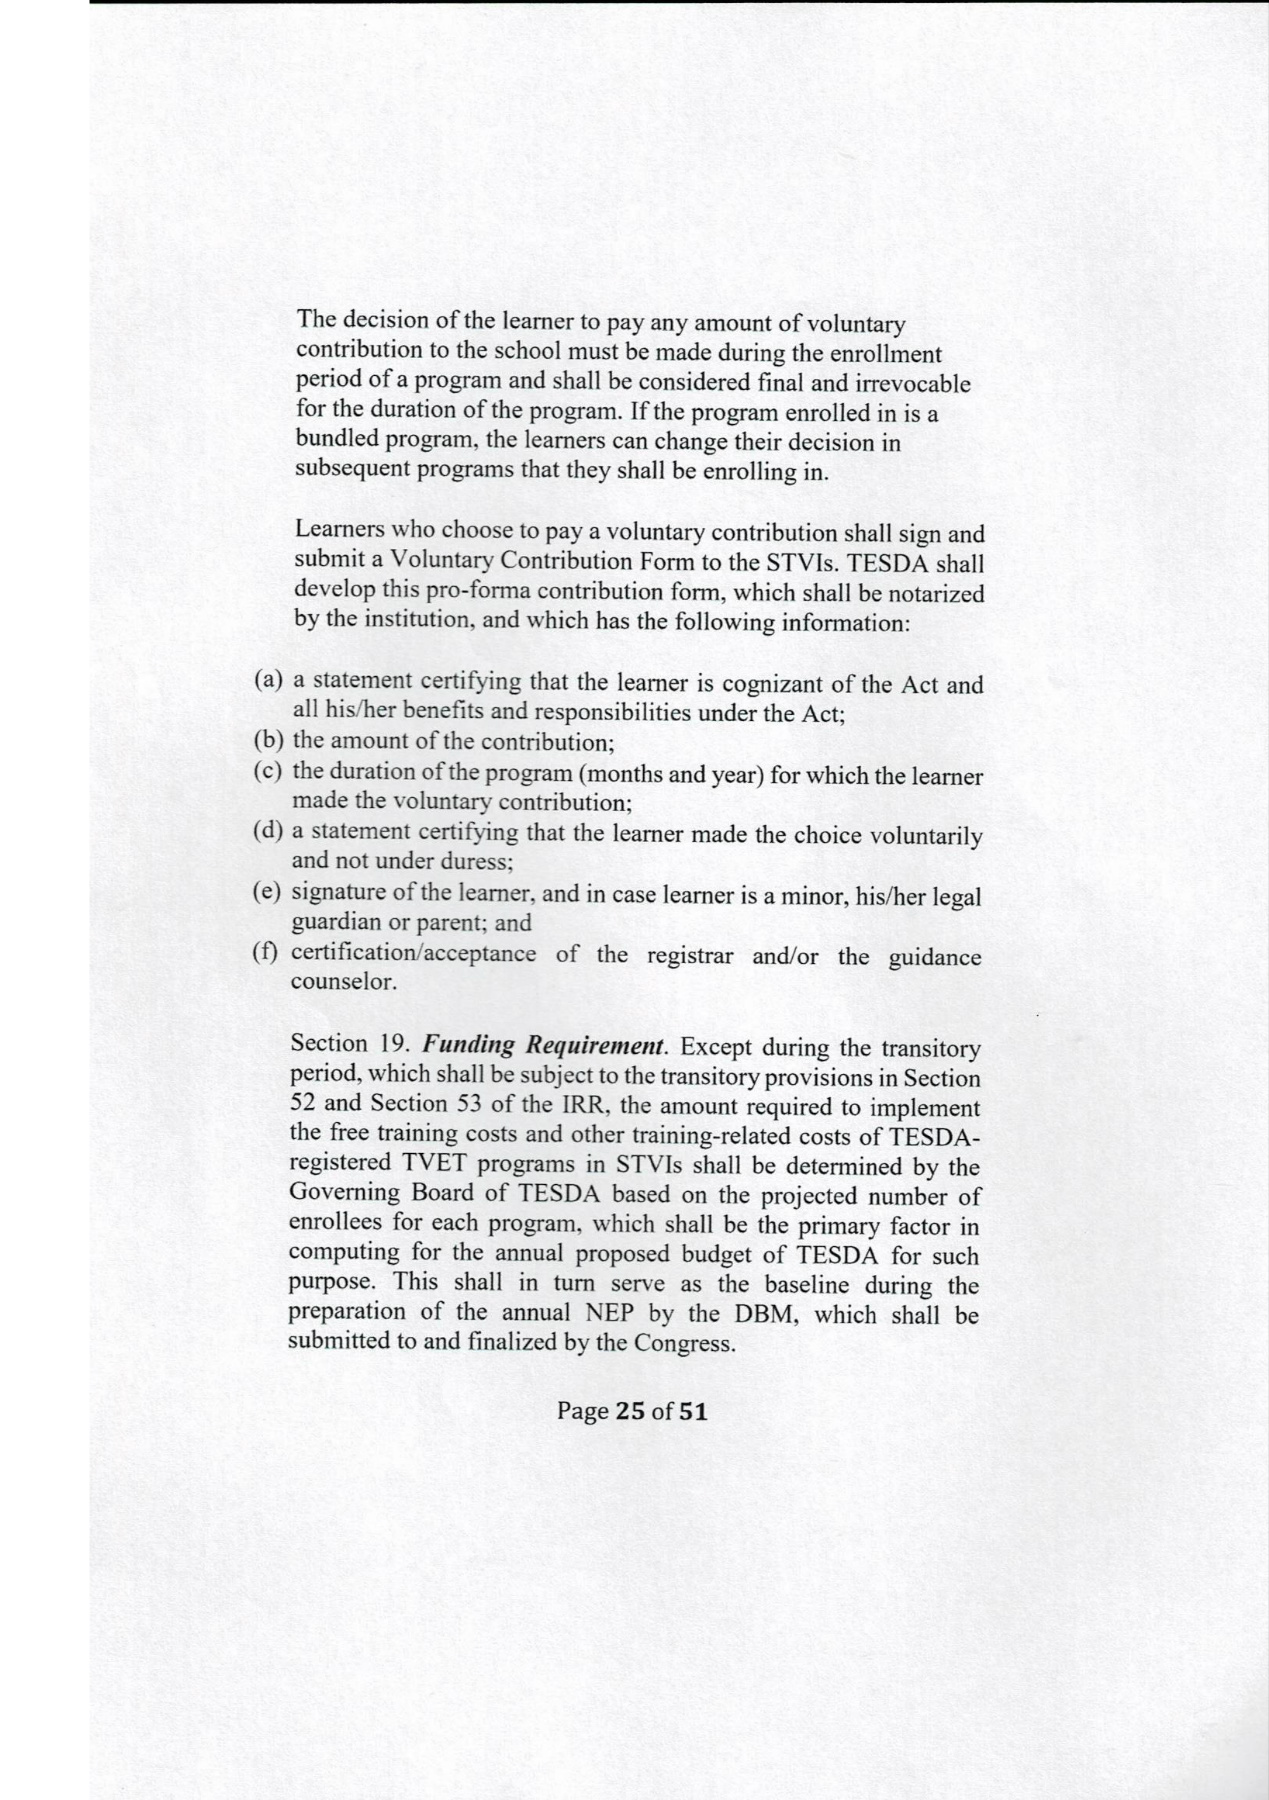 The decision of the learner to pay any amount of voluntary
contribution to the school must be made during the enrollment
period of a program and shall be considered final and irrevocable
for the duration of the program. If the program enrolled in is a
bundled program, the learners can change their decision in
subsequent programs that they shall be enrolling in.
Learners who choose to pay a voluntary contribution shall sign and
submit a Voluntary Contribution Form to the STVIs. TESDA shall
develop this pro-forma contribution form, which shall be notarized
by the institution, and which has the following information:
(a) a statement certifying that the learner is cognizant of the Act and
all his/her benefits and responsibilities under the Act;
(b) the amount of the contribution;
(c) the duration of the program (months and year) for which the learner
made the voluntary contribution;
(d) a statement certifying that the learner made the choice voluntarily
and not under duress;
(e) signature of the learner, and in case learner is a minor, his/her legal
guardian or parent; and
(f) certification/acceptance of the registrar and/or the guidance
counselor.
Section 19. Funding Requirement. Except during the transitory
period, which shall be subject to the transitory provisions in Section
52 and Section 53 of the IRR, the amount required to implement
the free training costs and other training-related costs of TESDA-
registered TVET programs in STVIs shall be determined by the
Governing Board of TESDA based on the projected number of
enrollees for each program, which shall be the primary factor in
computing for the annual proposed budget of TESDA for such
purpose. This shall in turn serve as the baseline during the
preparation of the annual NEP by the DBM, which shall be
submitted to and finalized by the Congress.
Page 25 of 51